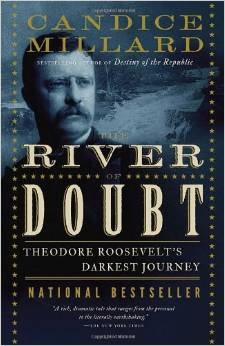 CANDICE
MILLARD
BESTSELLING AUTHOR OF Destiny of the Republic
THE
RIVER
OF
DOUBT
THEODORE ROOSEVELT'S
DARKEST JOURNEY
NATIONAL BESTSELLER
"A rich, dramatic tale that ranges from the personal
to the literally earthshaking."
—THE NEW YORK TIMES